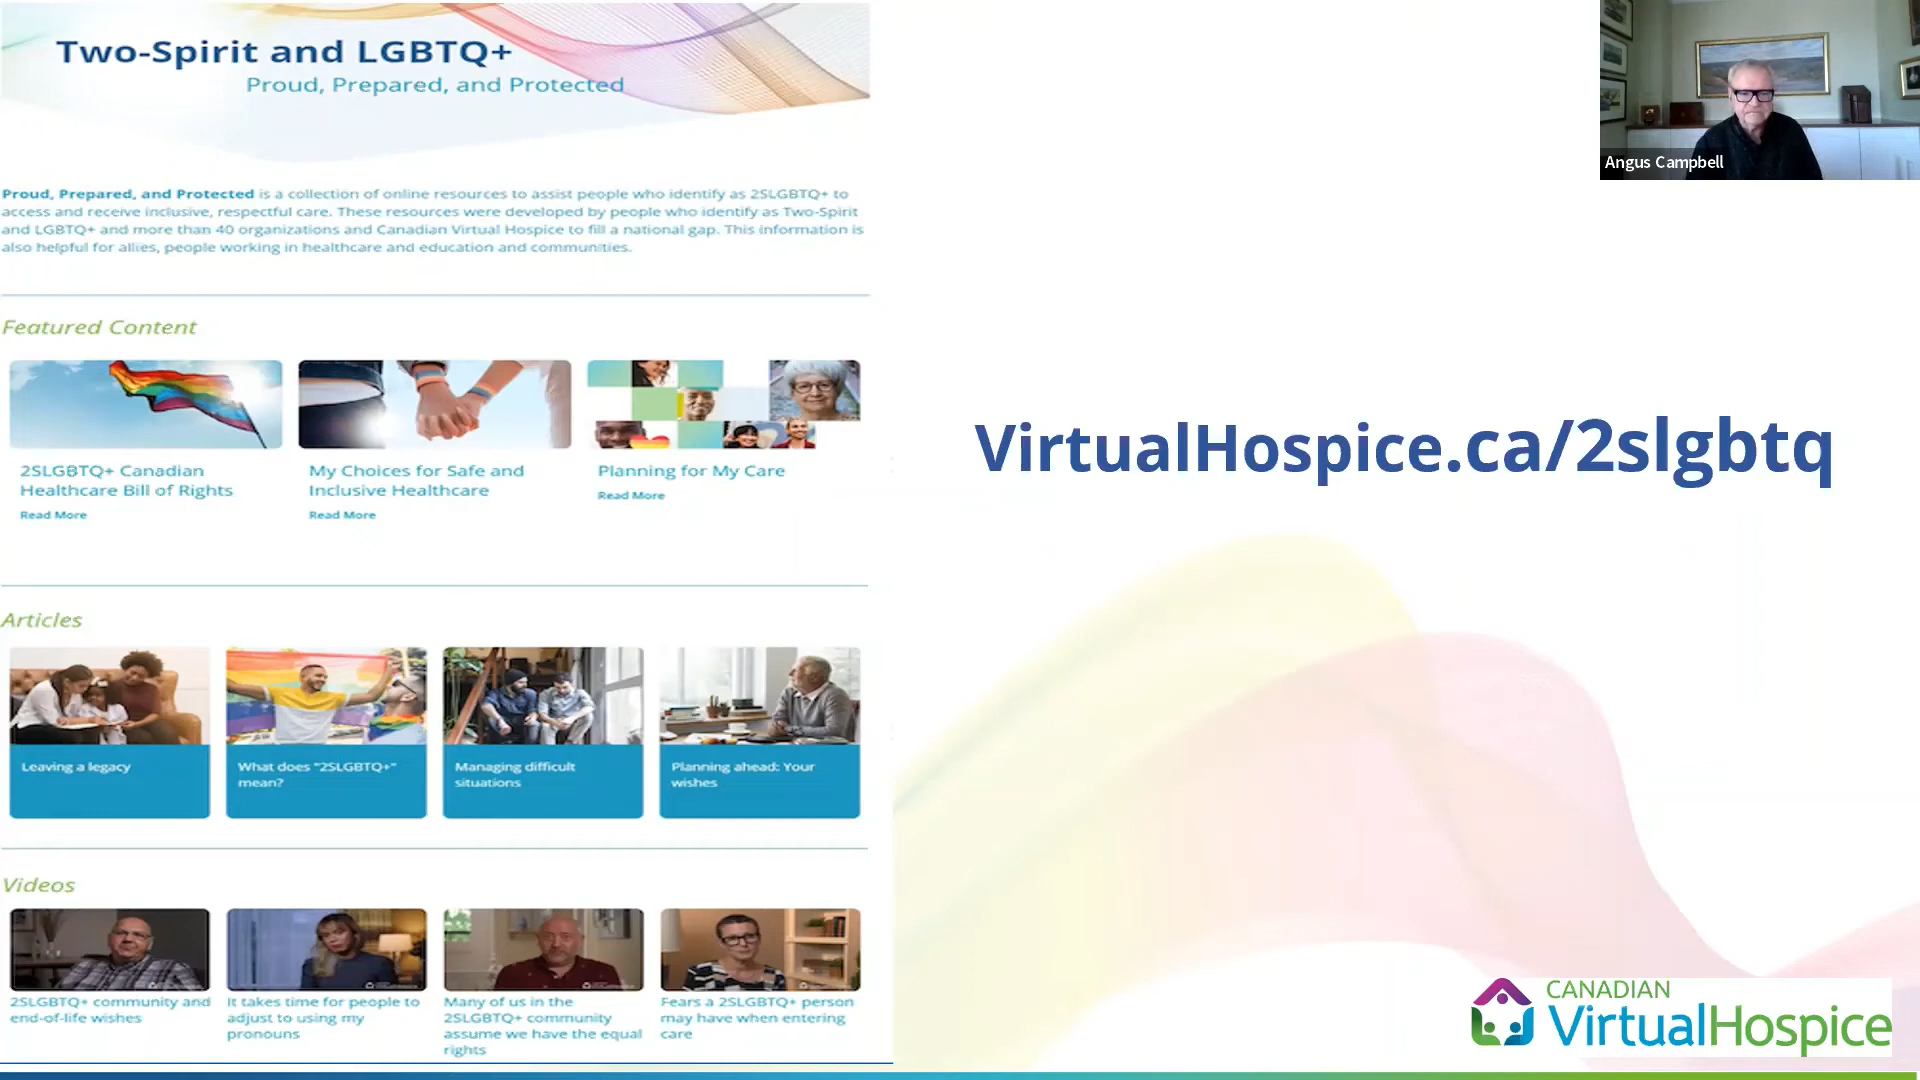 Two-Spirit and LGBTQ+
Proud, Prepared, and Protected
Proud, Prepared, and Protected is a collection of online resources to assist people who identify as 2SLGBTQ+ to
access and receive inclusive, respectful care. These resources were developed by people who identify as Two-Spirit
and LGBTQ+ and more than 40 organizations and Canadian Virtual Hospice to fill a national gap. This information is
also helpful for allies, people working in healthcare and education and communities.
Featured Content
2SLGBTQ+ Canadian
Healthcare Bill of Rights
Read More
My Choices for Safe and
Inclusive Healthcare
Read More
Planning for My Care
Read More
Articles
Leaving a legacy
What does "2SLGBTQ+"
mean?
Managing difficult
situations
Planning ahead: Your
wishes
Videos
2SLGBTQ+ community and
end-of-life wishes
It takes time for people to
adjust to using my
pronouns
Many of us in the
2SLGBTQ+ community
assume we have the equal
rights
Fears a 2SLGBTQ+ person
may have when entering
care
VirtualHospice.ca/2slgbtq
Angus Campbell
CANADIAN
VirtualHospice